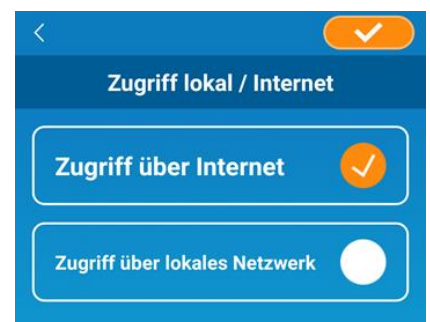 Zugriff lokal / Internet
Zugriff über Internet
Zugriff über lokales Netzwerk